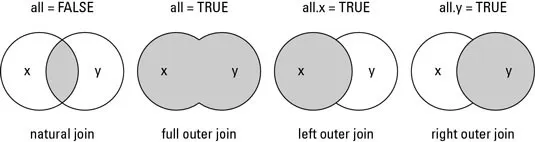 all = FALSE
all = TRUE
all.x = TRUE
all.y = TRUE
x y
x y
x y
x y
natural join
full outer join
left outer join
right outer join